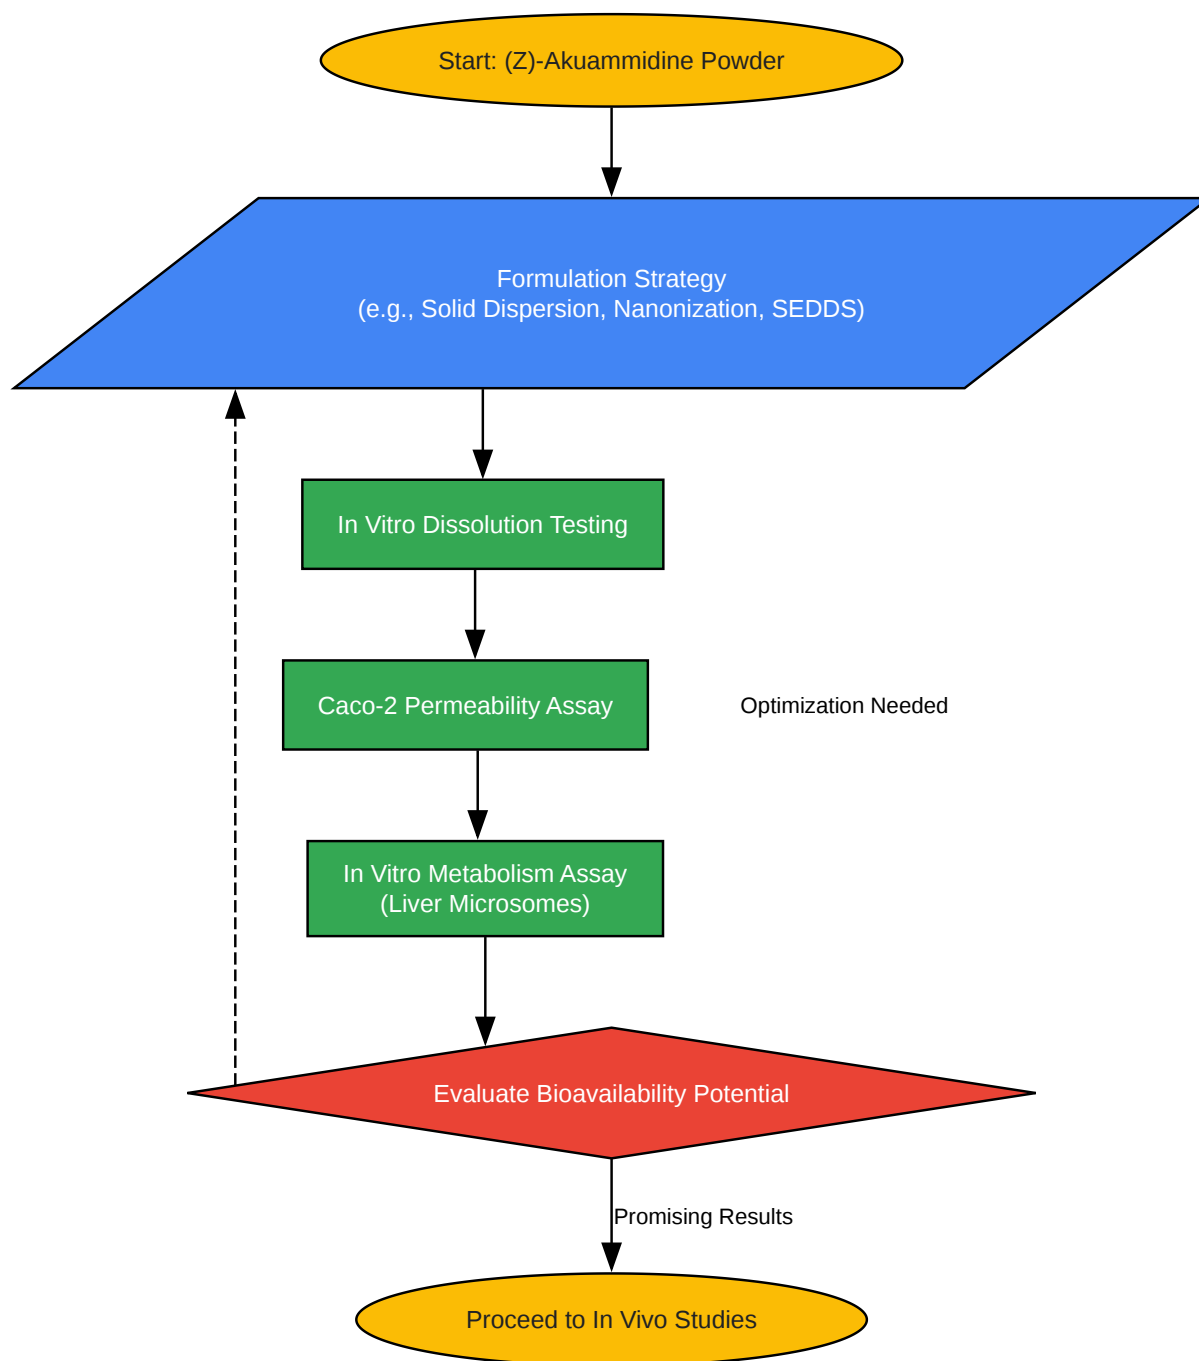 Start: (Z)-Akuammidine Powder
Formulation Strategy
(e.g., Solid Dispersion, Nanonization, SEDDS)
In Vitro Dissolution Testing
Caco-2 Permeability Assay
Optimization Needed
In Vitro Metabolism Assay
(Liver Microsomes)
Evaluate Bioavailability Potential
Promising Results
Proceed to In Vivo Studies